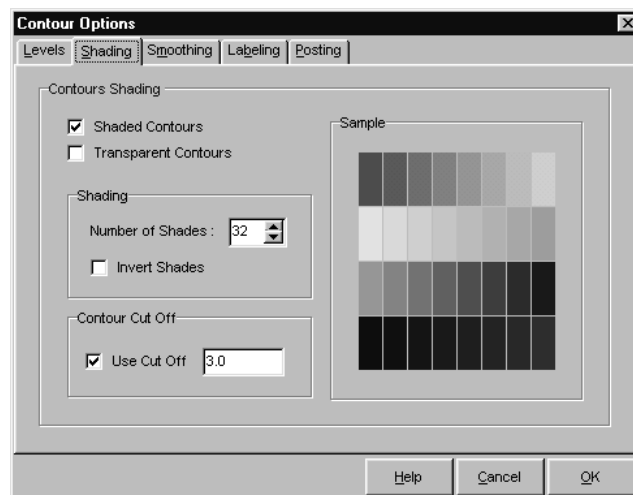 Contour Options
Levels Shading Smoothing Labeling Posting
Contours Shading
Shaded Contours
Transparent Contours
Shading
Number of Shades : 32
Invert Shades
Contour Cut Off
Use Cut Off 3.0
Sample
Help Cancel OK